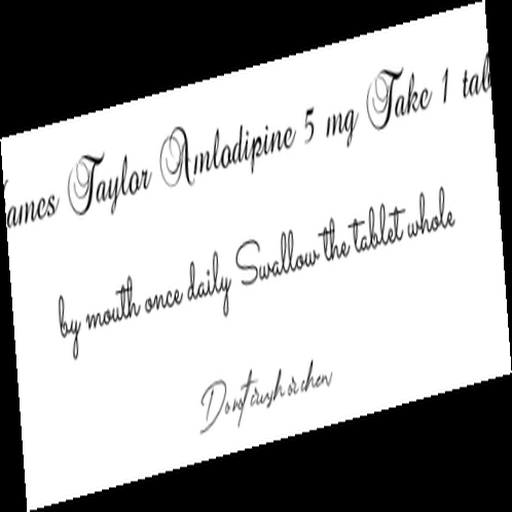 James Taylor Amlodipine 5 mg Take 1 tab
by mouth once daily Swallow the tablet whole
Do not crush or chew